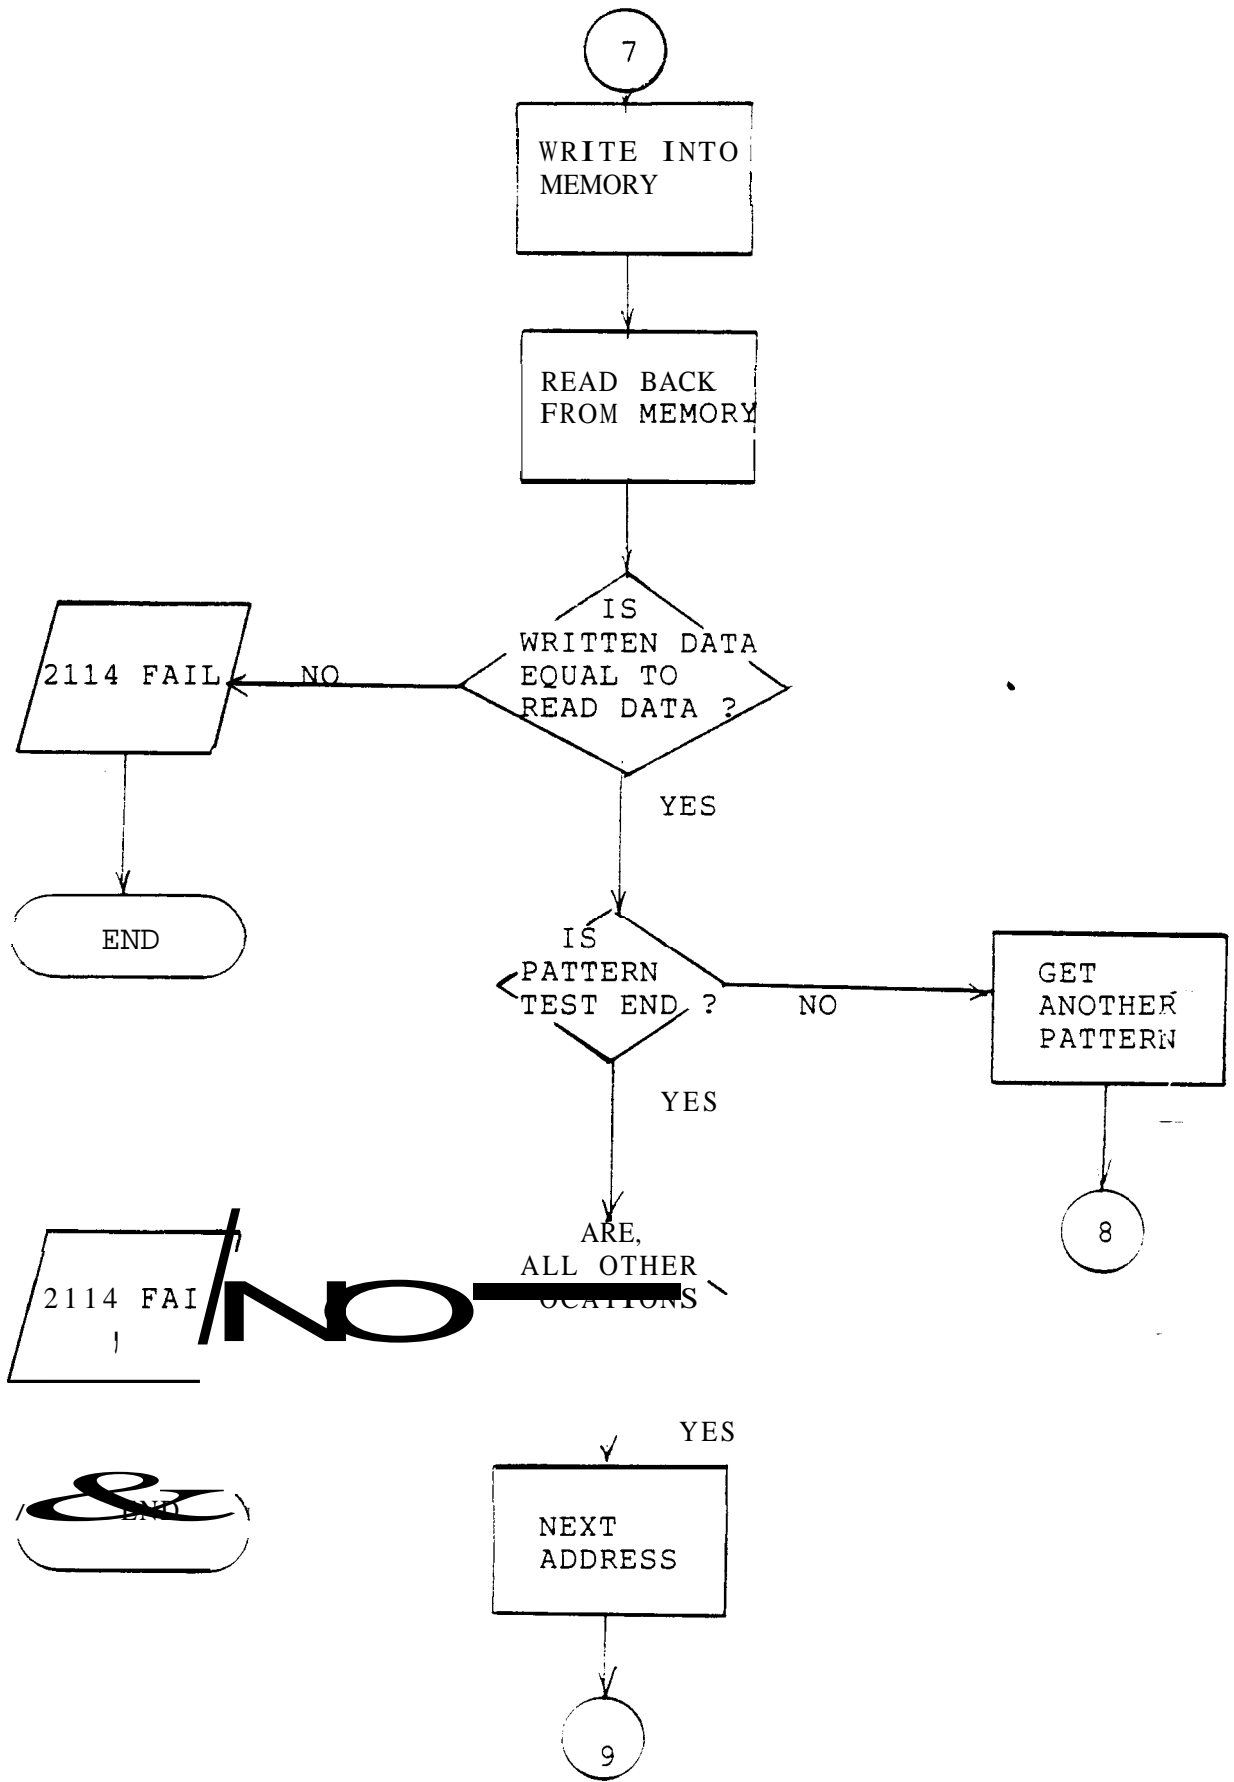 7
WRITE INTO
MEMORY
READ BACK
FROM MEMORY
IS
WRITTEN DATA
EQUAL TO
READ DATA ?
2114 FAIL
NO
YES
END
IS
PATTERN
TEST END ?
NO
GET
ANOTHER
PATTERN
YES
8
ARE,
ALL OTHER
OCATIONS
2114 FAI
NO
YES
&
END
NEXT
ADDRESS
9